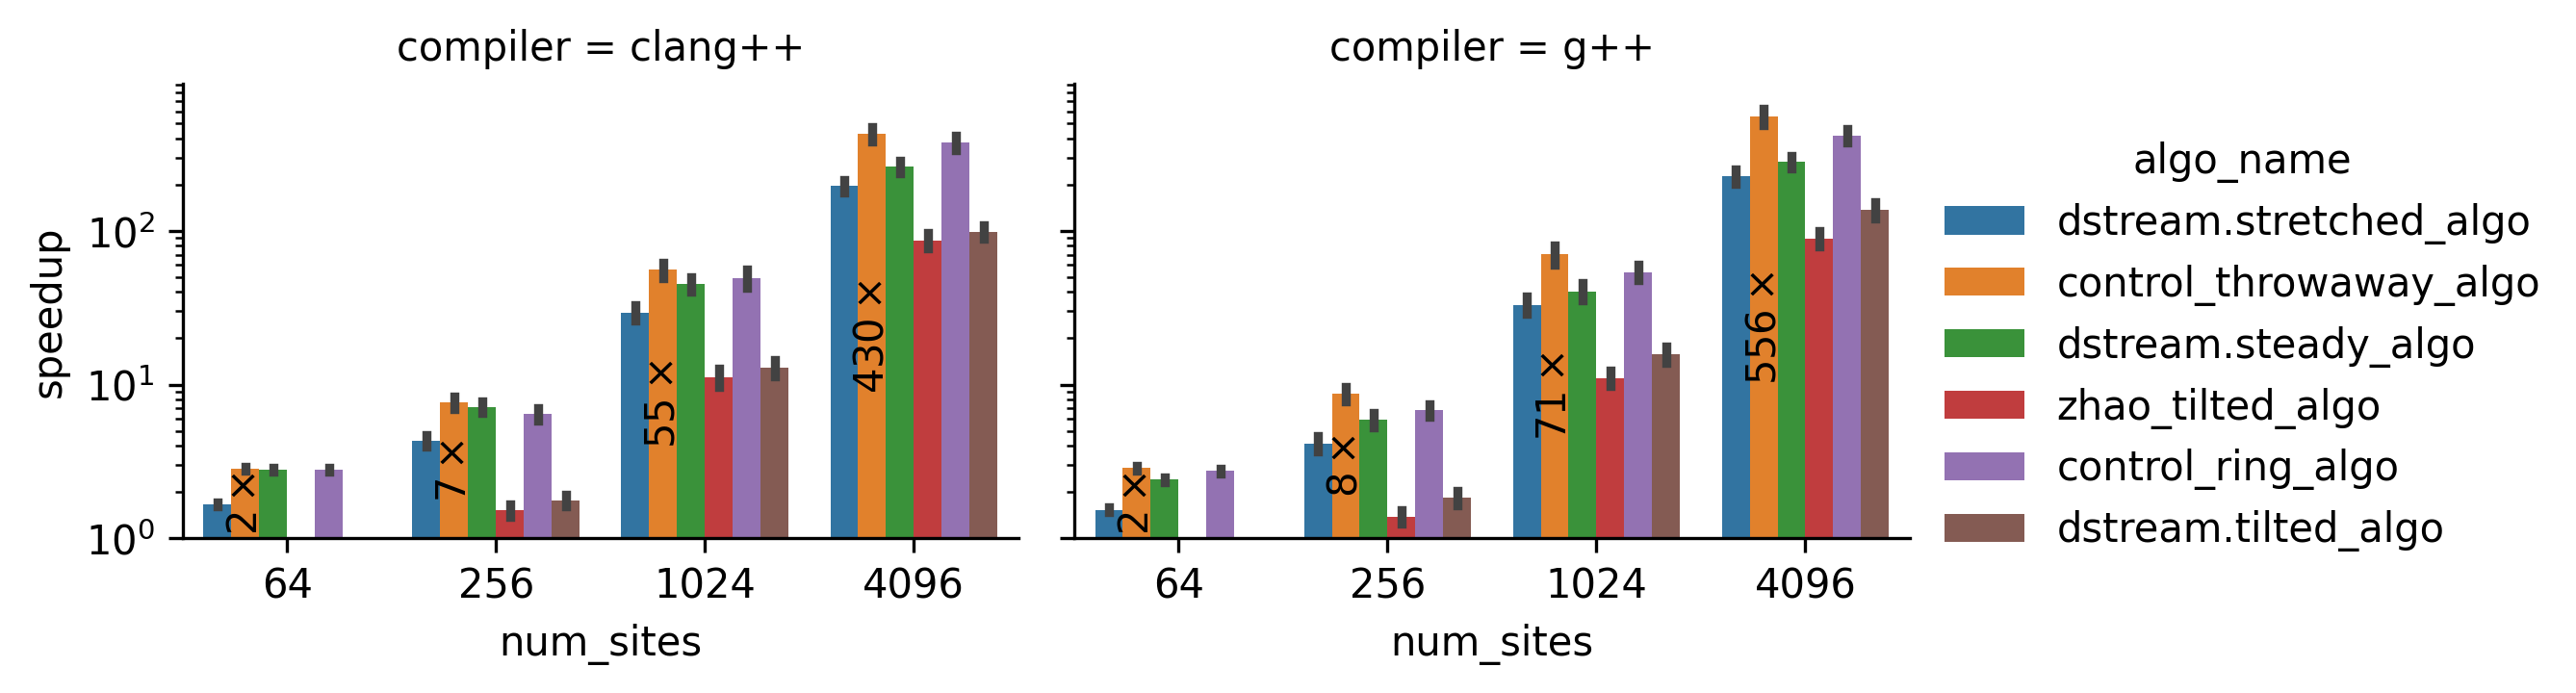 compiler = clang++
compiler = g++
speedup
10²
10¹
10⁰
2 ×
7 ×
55 ×
430 ×
2 ×
8 ×
71 ×
556 ×
64
256
1024
4096
64
256
1024
4096
num_sites
num_sites
algo_name
dstream.stretched_algo
control_throwaway_algo
dstream.steady_algo
zhao_tilted_algo
control_ring_algo
dstream.tilted_algo